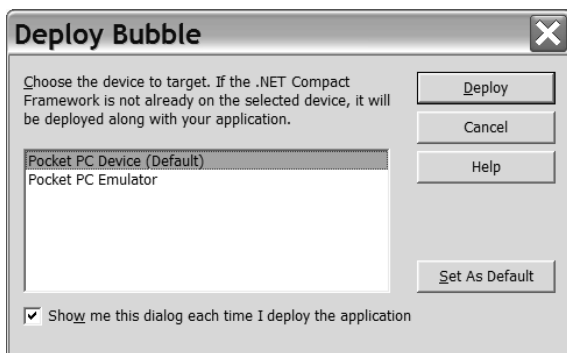 Deploy Bubble
Choose the device to target. If the .NET Compact
Framework is not already on the selected device, it will
be deployed along with your application.
Deploy
Cancel
Help
Pocket PC Device (Default)
Pocket PC Emulator
Set As Default
Show me this dialog each time I deploy the application